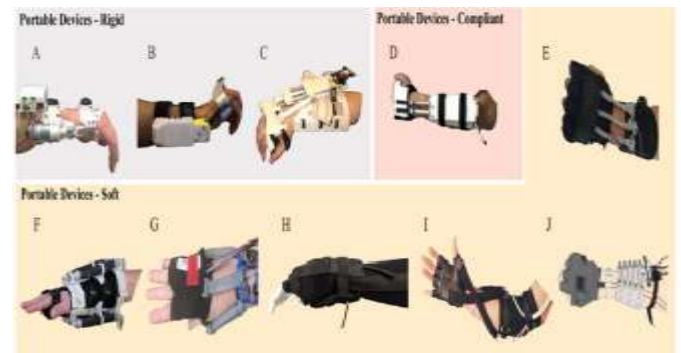 Portable Devices - Rigid
Portable Devices - Compliant
A
B
C
D
E
Portable Devices - Soft
F
G
H
I
J